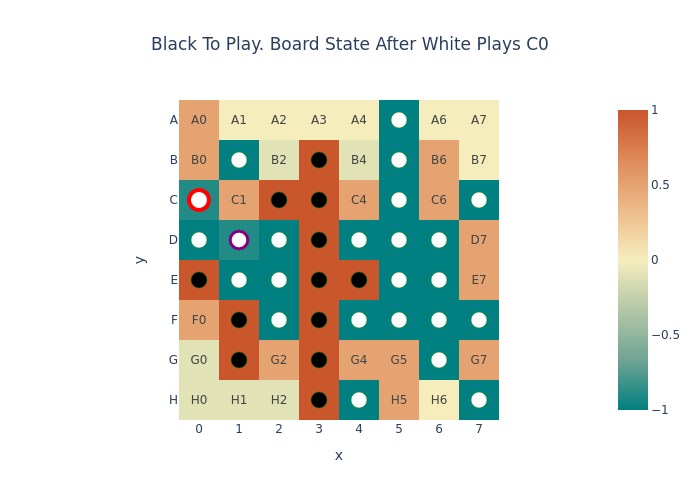 Black To Play. Board State After White Plays C0
A A0 A1 A2 A3 A4 A6 A7
B B0 B2 B4 B6 B7
C C1 C4 C6
D D7
E E7
F F0
G G0 G2 G4 G5 G7
H H0 H1 H2 H5 H6
0 1 2 3 4 5 6 7
x
y
1
0.5
0
−0.5
−1